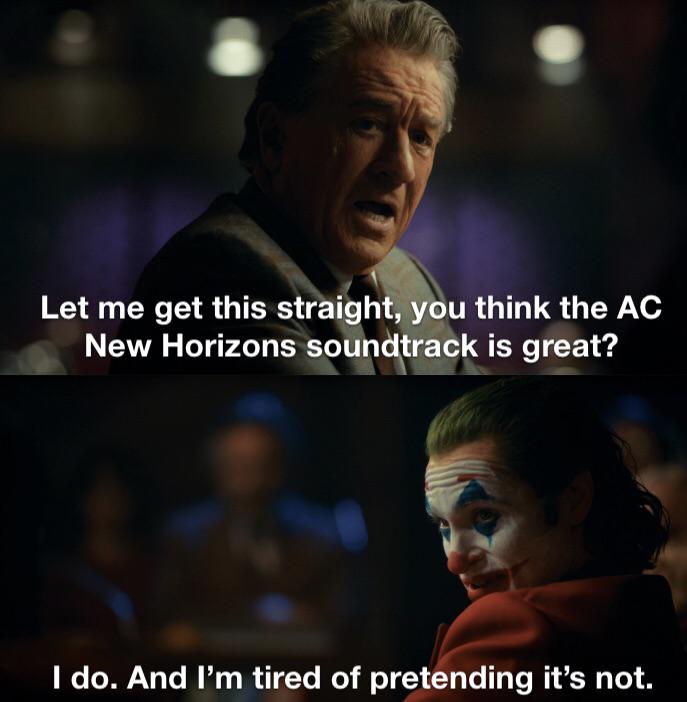 Let me get this straight, you think the AC
New Horizons soundtrack is great?
I do. And I’m tired of pretending it’s not.